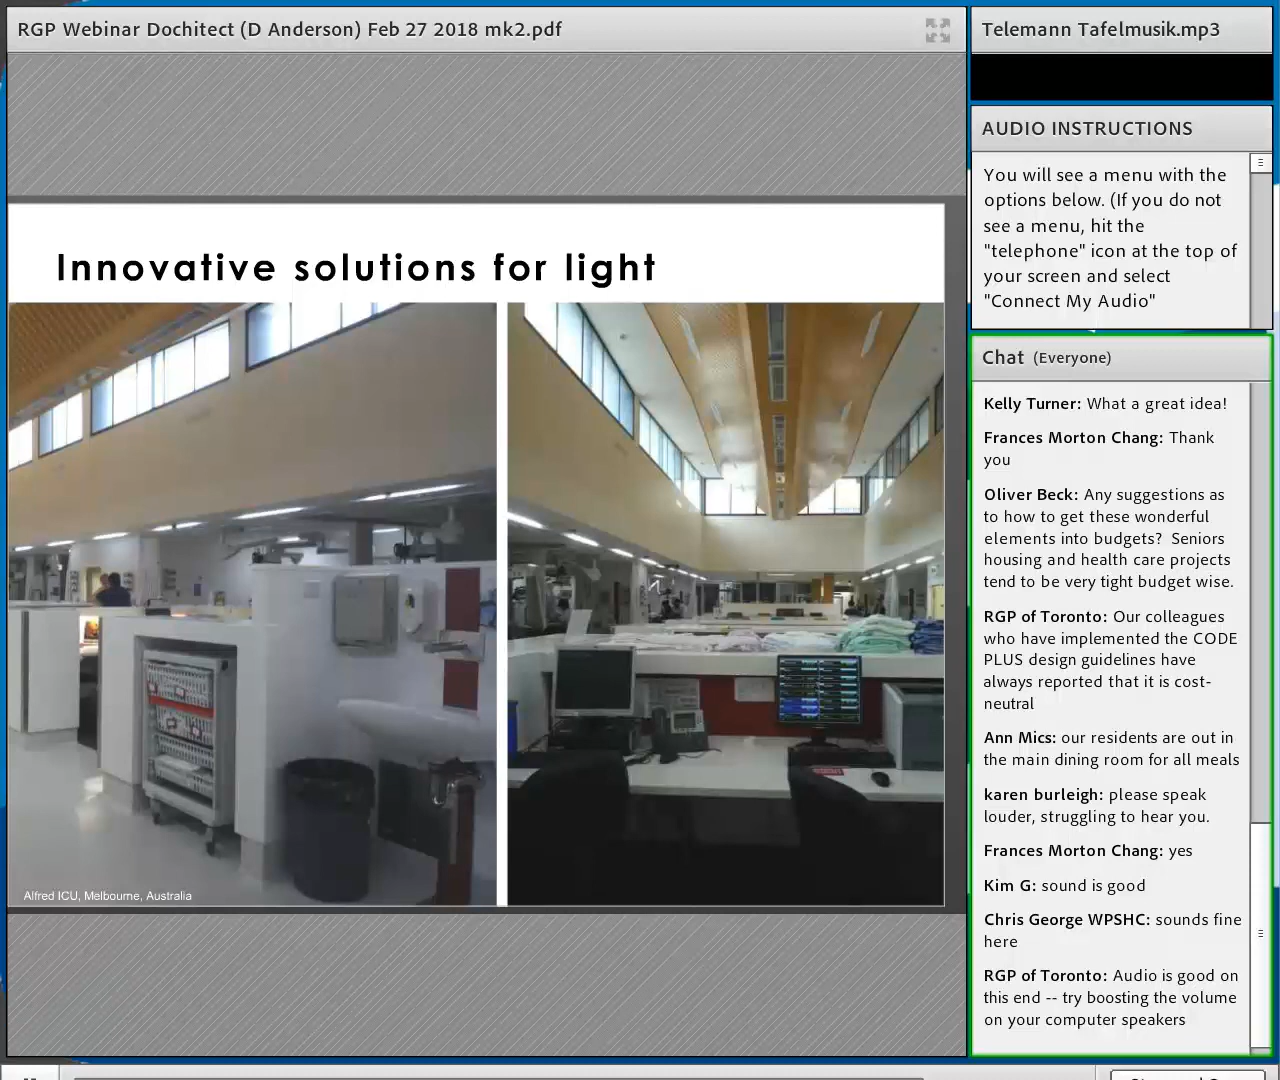 RGP Webinar Dochitect (D Anderson) Feb 27 2018 mk2.pdf
Innovative solutions for light
Alfred ICU, Melbourne, Australia
Telemann Tafelmusik.mp3
AUDIO INSTRUCTIONS
You will see a menu with the
options below. (If you do not
see a menu, hit the
"telephone" icon at the top of
your screen and select
"Connect My Audio"
Chat (Everyone)
Kelly Turner: What a great idea!
Frances Morton Chang: Thank
you
Oliver Beck: Any suggestions as
to how to get these wonderful
elements into budgets? Seniors
housing and health care projects
tend to be very tight budget wise.
RGP of Toronto: Our colleagues
who have implemented the CODE
PLUS design guidelines have
always reported that it is cost-
neutral
Ann Mics: our residents are out in
the main dining room for all meals
karen burleigh: please speak
louder, struggling to hear you.
Frances Morton Chang: yes
Kim G: sound is good
Chris George WPSHC: sounds fine
here
RGP of Toronto: Audio is good on
this end -- try boosting the volume
on your computer speakers